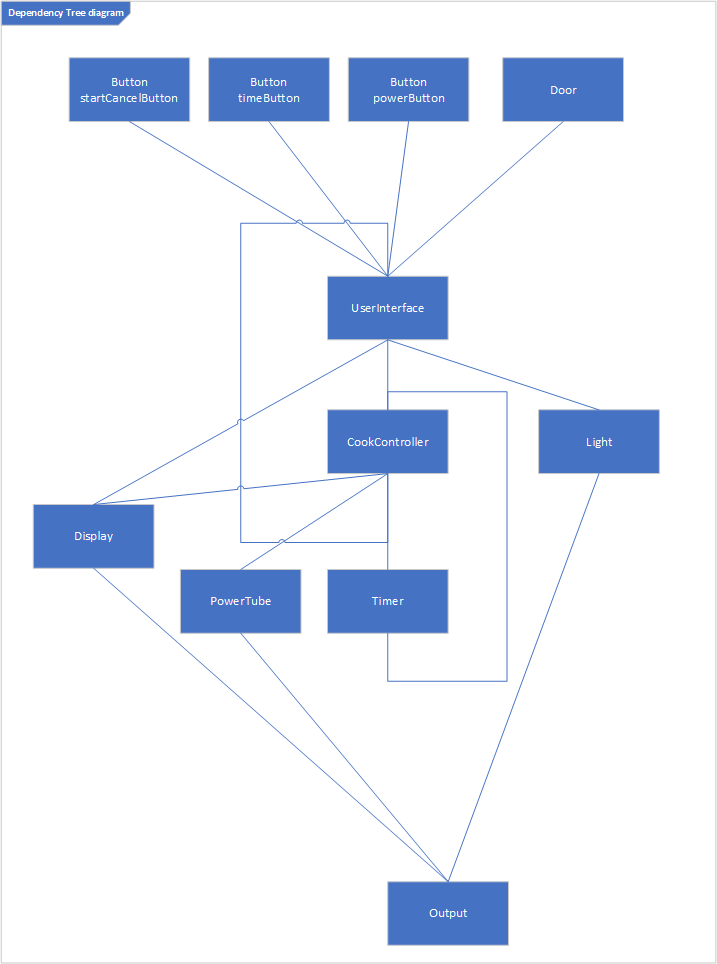 Dependency Tree diagram
Button
startCancelButton
Button
timeButton
Button
powerButton
Door
UserInterface
CookController
Light
Display
PowerTube
Timer
Output